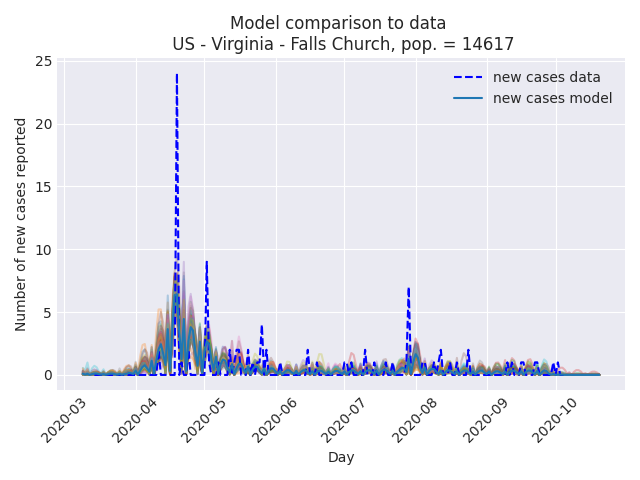 Model comparison to data
US - Virginia - Falls Church, pop. = 14617
Number of new cases reported
25
20
15
10
5
0
new cases data
new cases model
2020-03
2020-04
2020-05
2020-06
2020-07
2020-08
2020-09
2020-10
Day